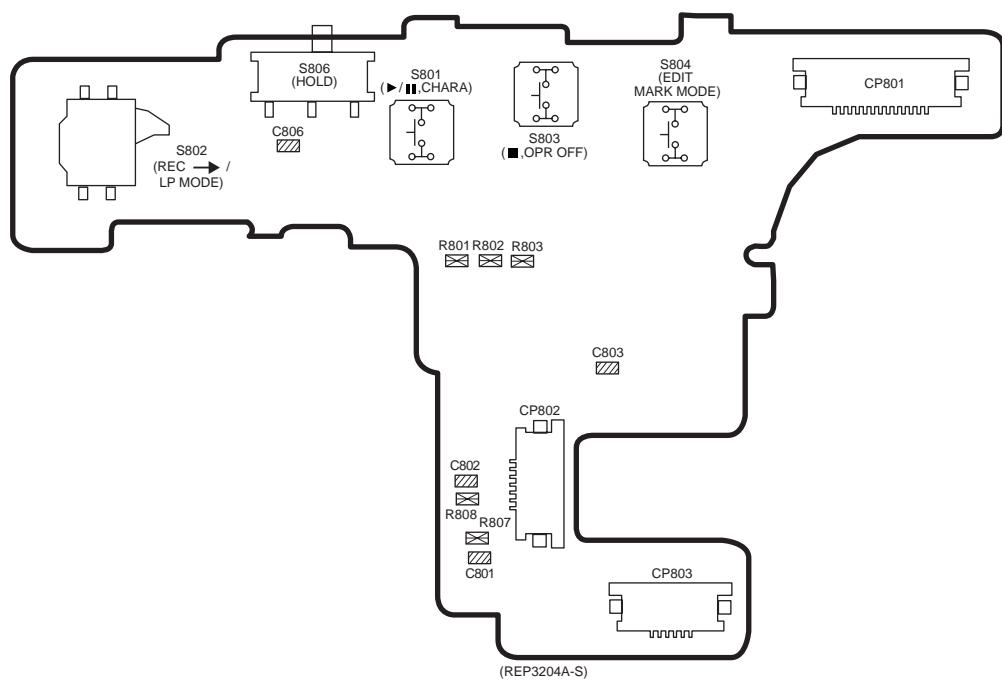 S806
(HOLD)
S801
(▶/❚❚,CHARA)
S804
(EDIT
MARK MODE)
CP801
C806
S803
(■,OPR OFF)
S802
(REC → /
LP MODE)
R801 R802 R803
C803
CP802
C802
R808
R807
C801
CP803
(REP3204A-S)